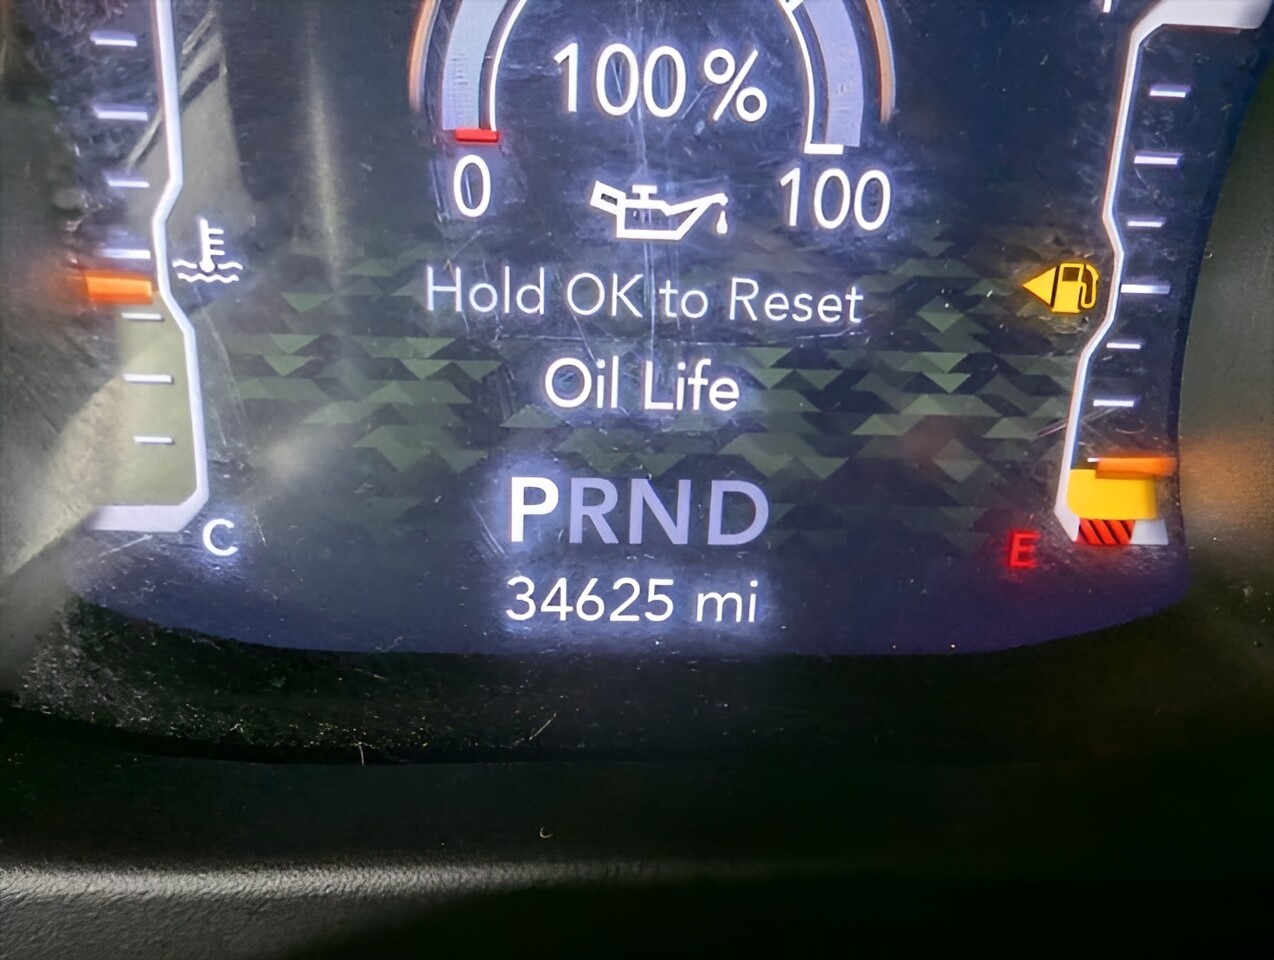 100%
0
100
Hold OK to Reset
Oil Life
PRND
C
E
34625 mi